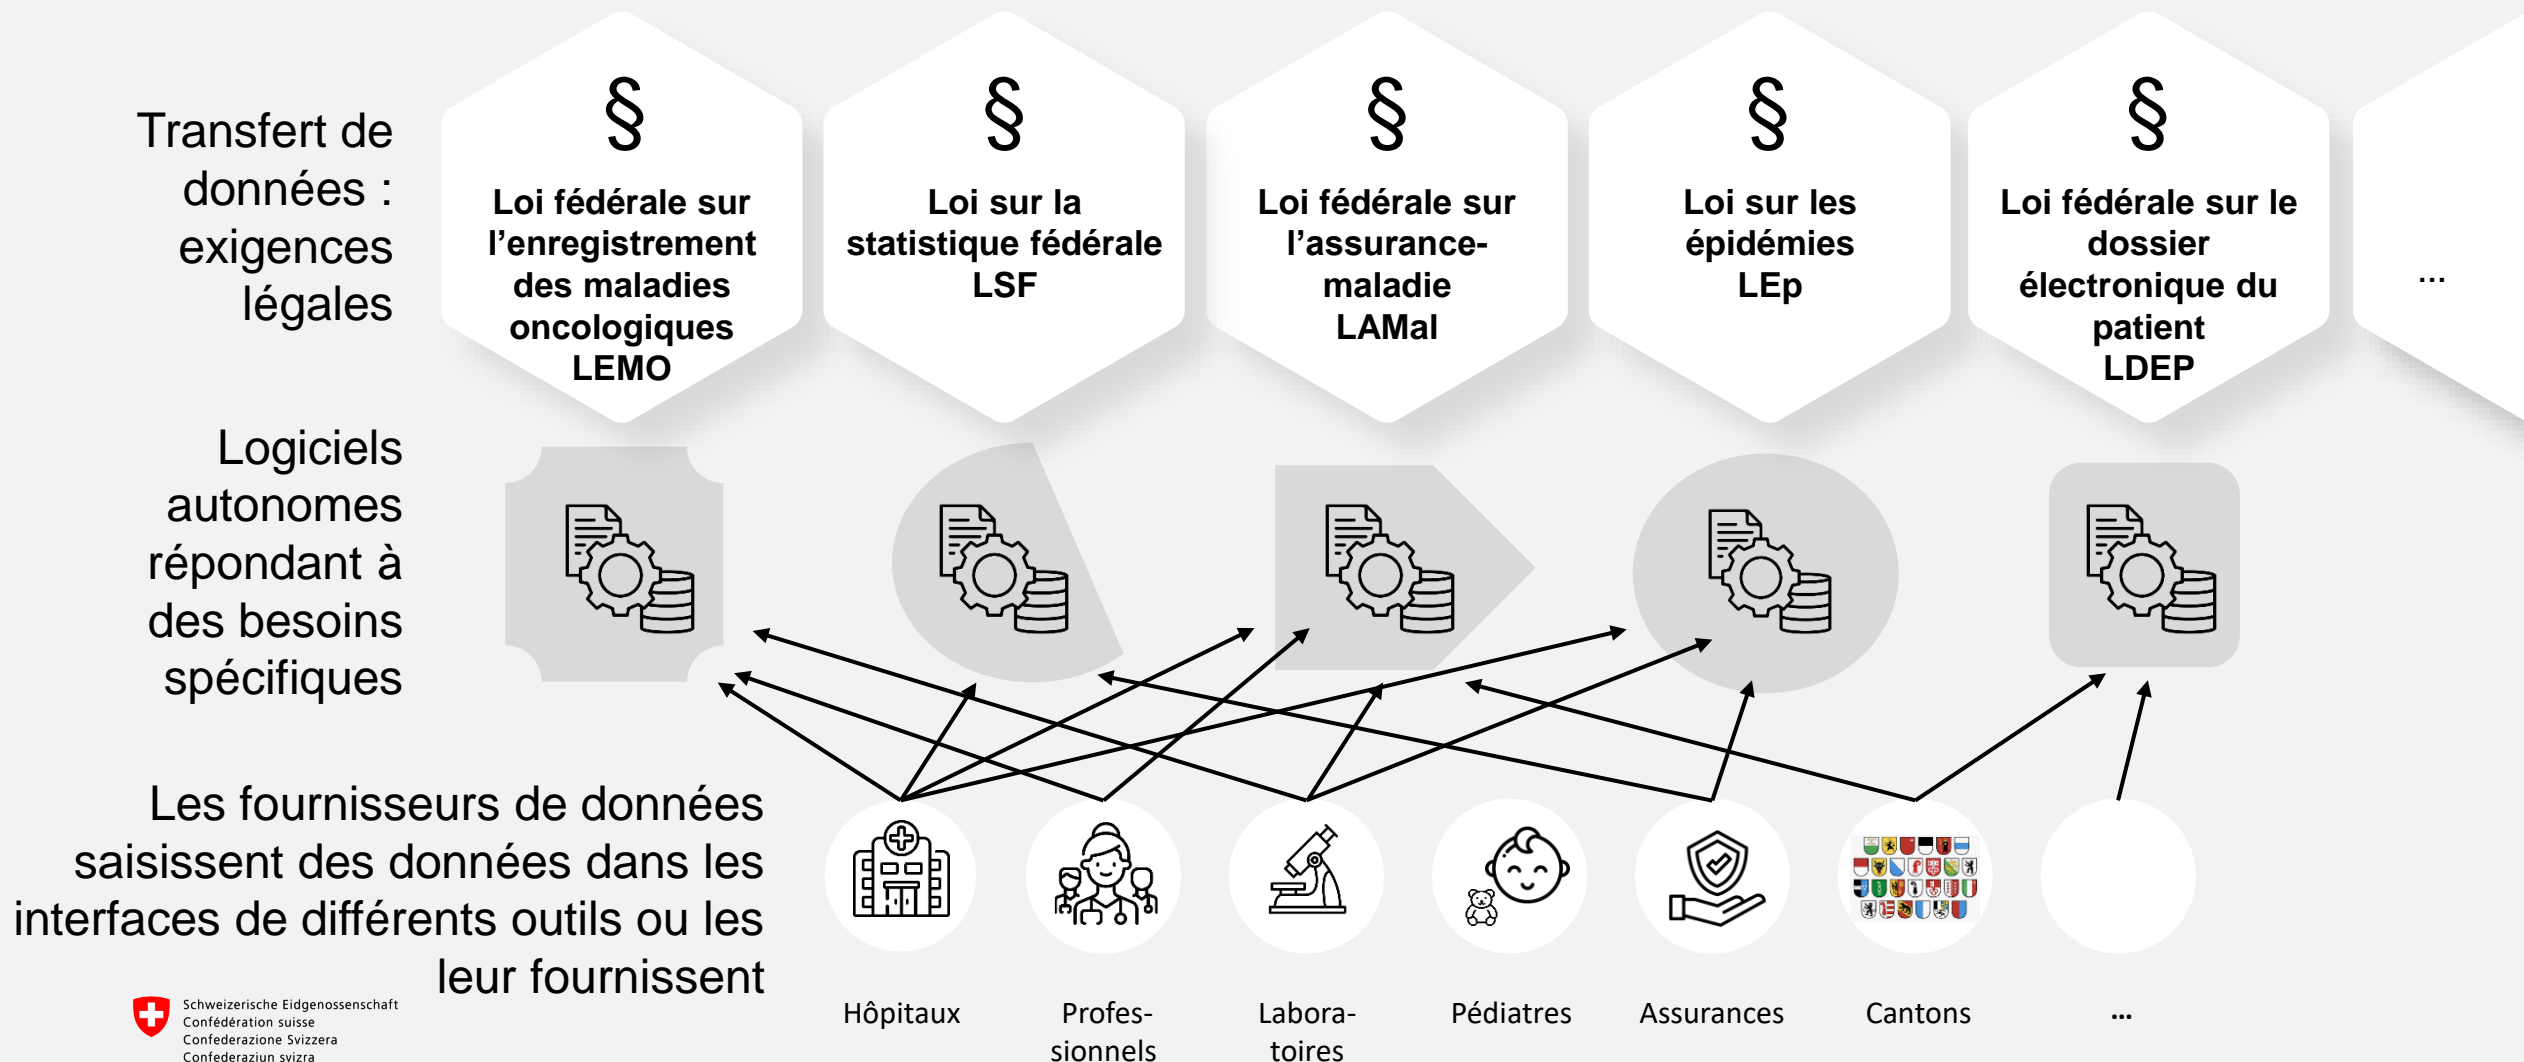 Transfert de
données :
exigences
légales
§
Loi fédérale sur
l’enregistrement
des maladies
oncologiques
LEMO
§
Loi sur la
statistique fédérale
LSF
§
Loi fédérale sur
l’assurance-
maladie
LAMal
§
Loi sur les
épidémies
LEp
§
Loi fédérale sur le
dossier
électronique du
patient
LDEP
...
Logiciels
autonomes
répondant à
des besoins
spécifiques
Les fournisseurs de données
saisissent des données dans les
interfaces de différents outils ou les
leur fournissent
Hôpitaux
Profes-
sionnels
Labora-
toires
Pédiatres
Assurances
Cantons
...
Schweizerische Eidgenossenschaft
Confédération suisse
Confederazione Svizzera
Confederaziun svizra